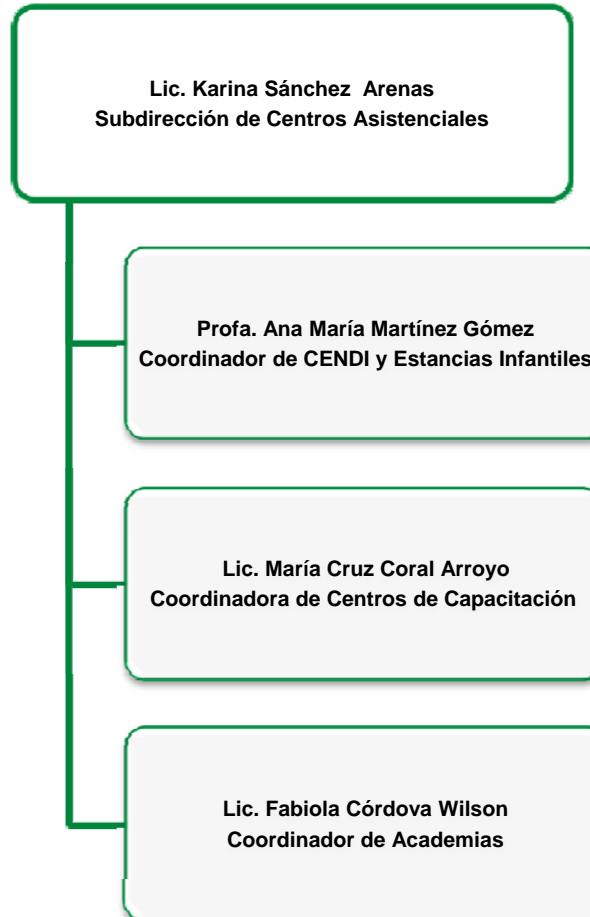 Lic. Karina Sánchez Arenas
Subdirección de Centros Asistenciales
Profa. Ana María Martínez Gómez
Coordinador de CENDI y Estancias Infantiles
Lic. María Cruz Coral Arroyo
Coordinadora de Centros de Capacitación
Lic. Fabiola Córdova Wilson
Coordinador de Academias